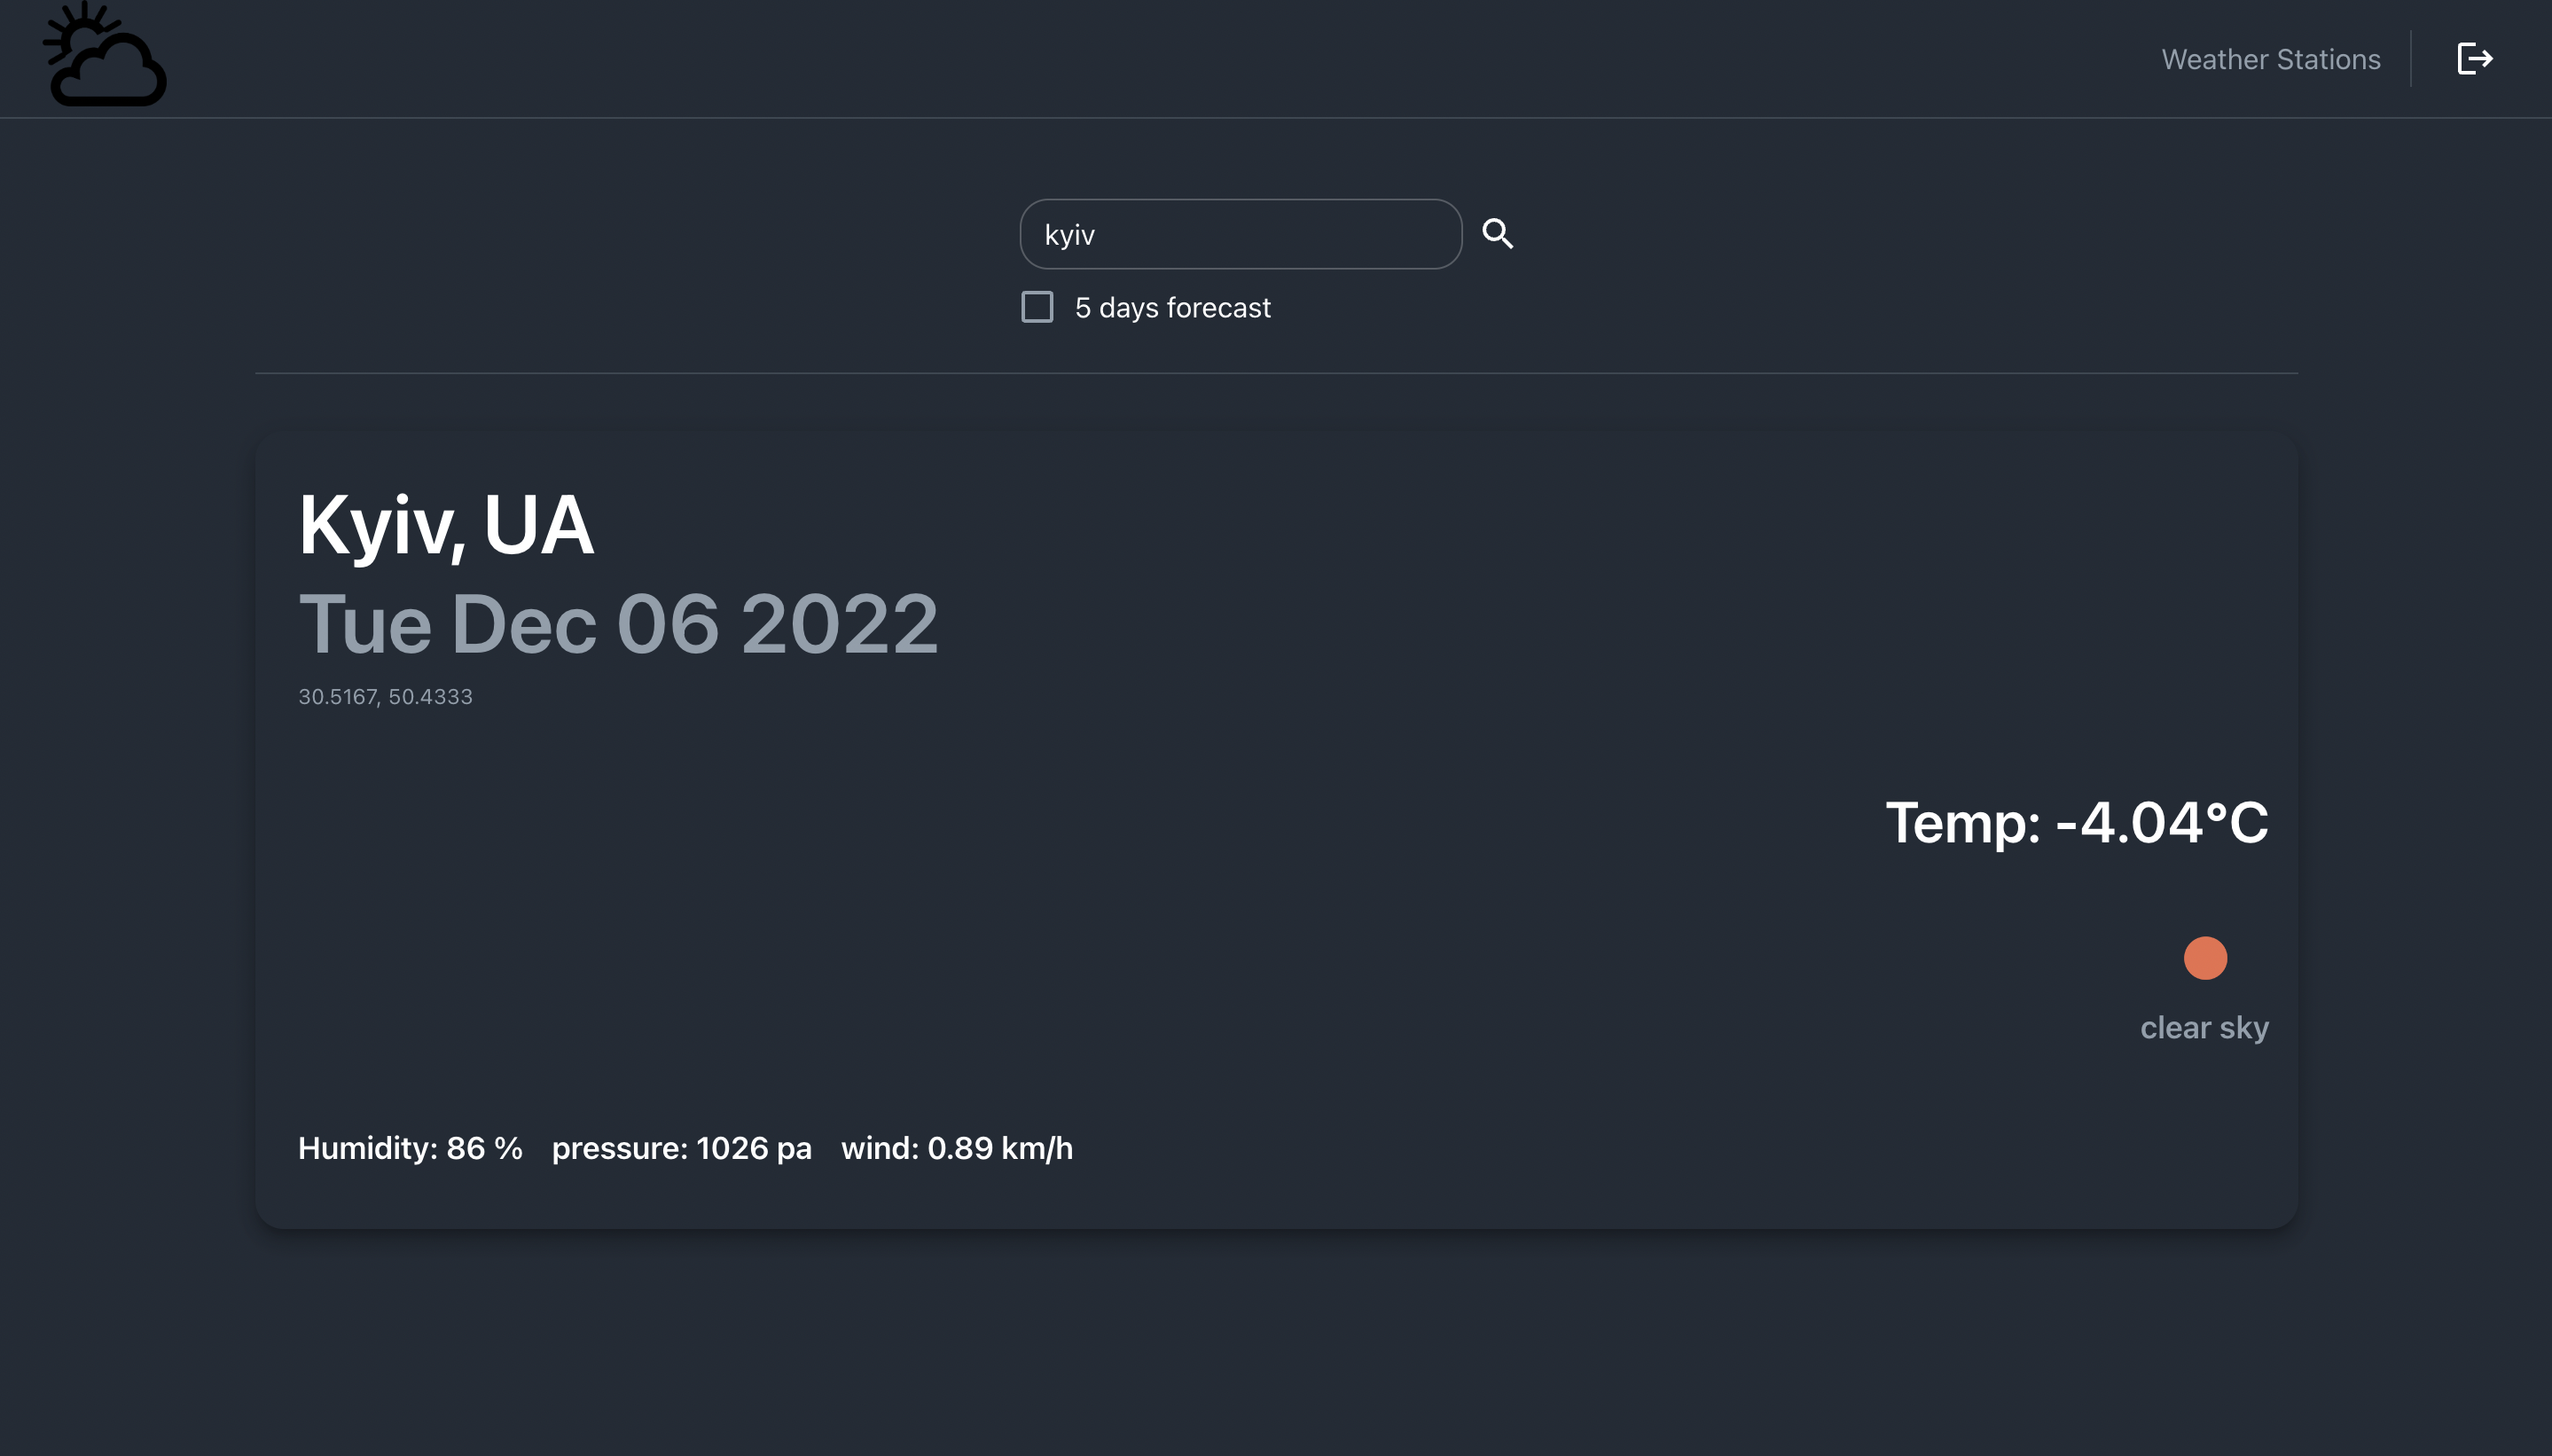 Weather Stations
kyiv
5 days forecast
Kyiv, UA
Tue Dec 06 2022
30.5167, 50.4333
Temp: -4.04°C
clear sky
Humidity: 86 % pressure: 1026 pa wind: 0.89 km/h